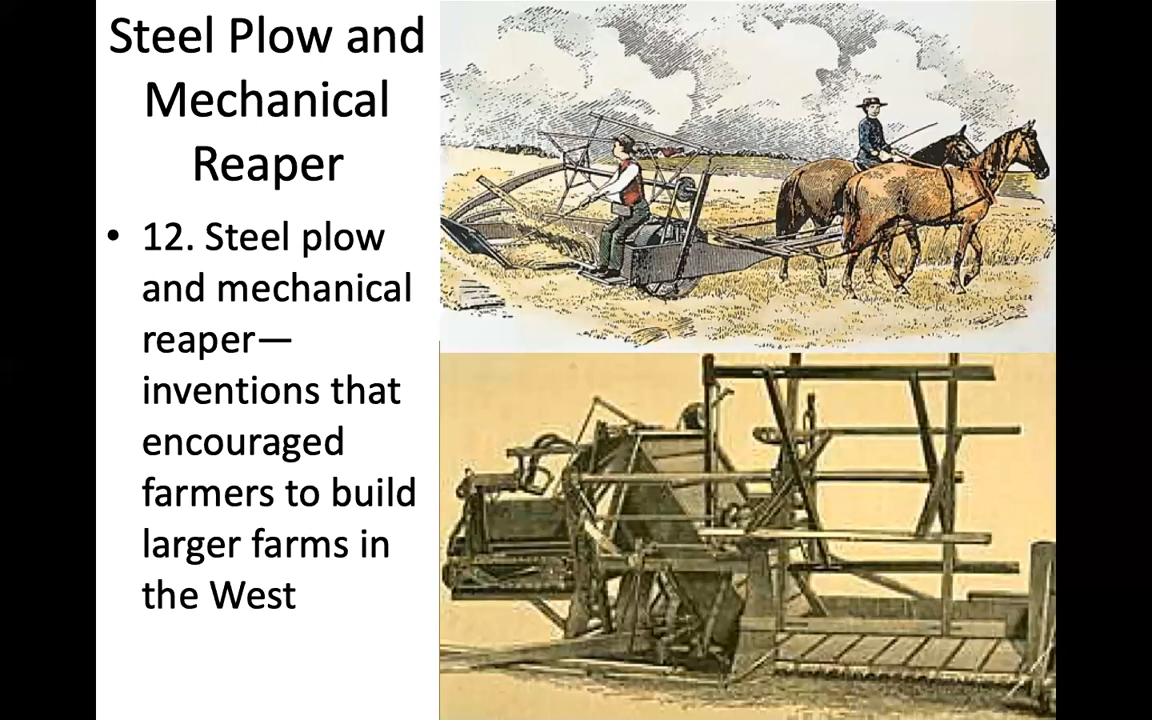 Steel Plow and
Mechanical
Reaper
• 12. Steel plow
and mechanical
reaper—
inventions that
encouraged
farmers to build
larger farms in
the West